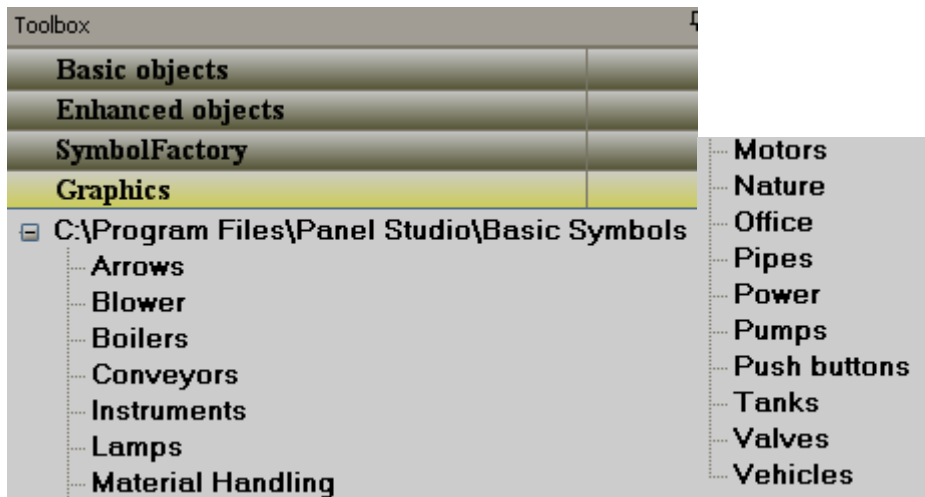 Toolbox
Basic objects
Enhanced objects
SymbolFactory
Graphics
C:\Program Files\Panel Studio\Basic Symbols
Arrows
Blower
Boilers
Conveyors
Instruments
Lamps
Material Handling
Motors
Nature
Office
Pipes
Power
Pumps
Push buttons
Tanks
Valves
Vehicles